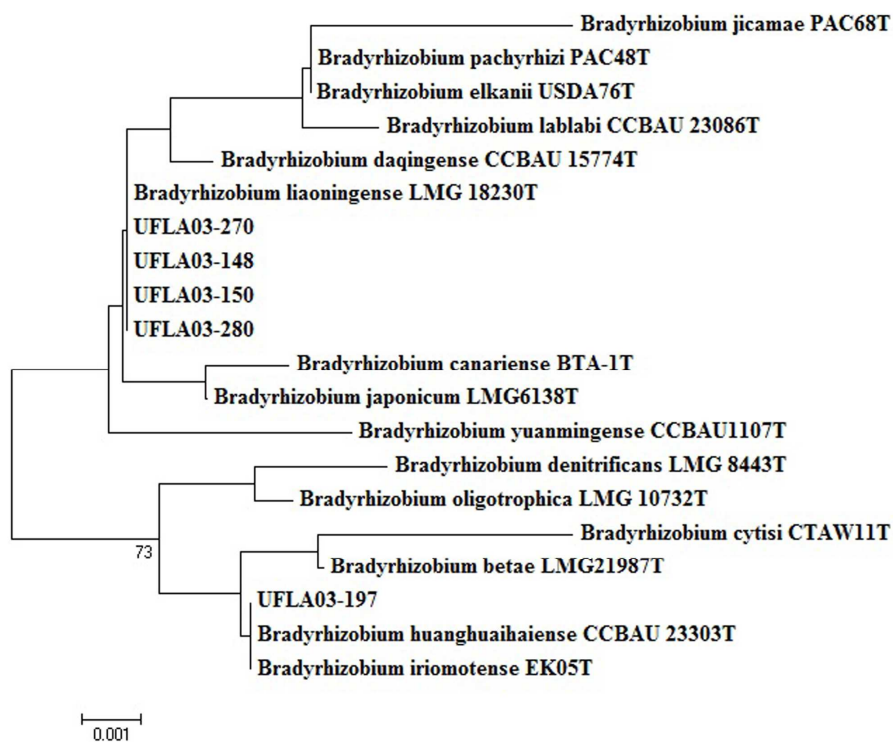 Bradyrhizobium jicamae PAC68T
Bradyrhizobium pachyrhizi PAC48T
Bradyrhizobium elkanii USDA76T
Bradyrhizobium lablabi CCBAU 23086T
Bradyrhizobium daqingense CCBAU 15774T
Bradyrhizobium liaoningense LMG 18230T
UFLA03-270
UFLA03-148
UFLA03-150
UFLA03-280
Bradyrhizobium canariense BTA-1T
Bradyrhizobium japonicum LMG6138T
Bradyrhizobium yuanmingense CCBAU1107T
Bradyrhizobium denitrificans LMG 8443T
Bradyrhizobium oligotrophica LMG 10732T
Bradyrhizobium cytisi CTAW11T
73
Bradyrhizobium betae LMG21987T
UFLA03-197
Bradyrhizobium huanghuaihaiense CCBAU 23303T
Bradyrhizobium iriomotense EK05T
0.001